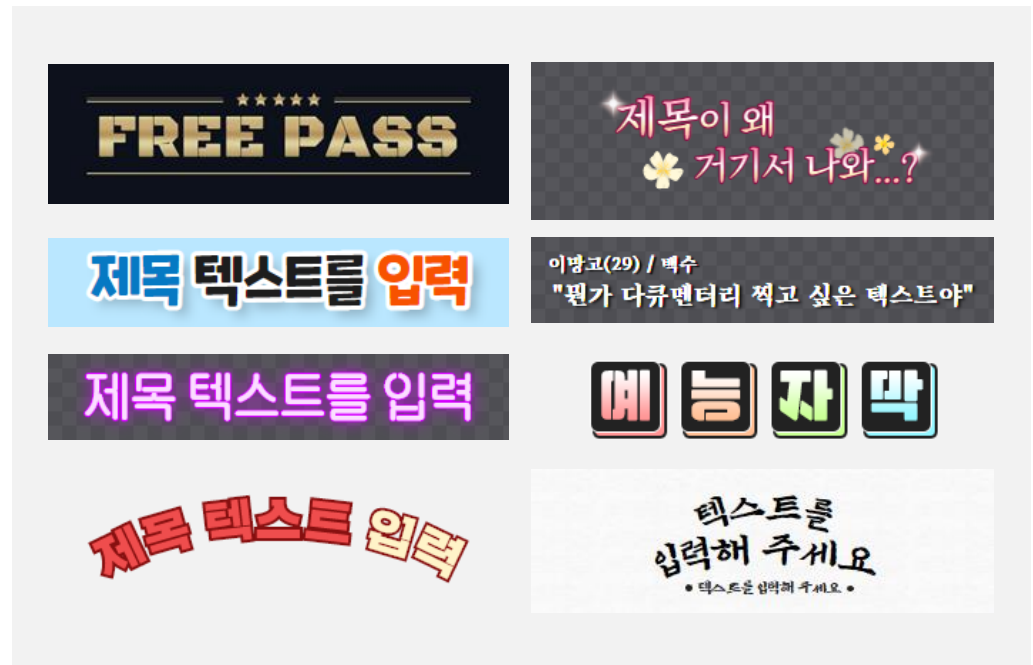 FREE PASS
제목이 왜
거기서 나와...?
제목 텍스트를 입력
이망고(29) / 백수
"뭔가 다큐멘터리 찍고 싶은 텍스트야"
제목 텍스트를 입력
예능자막
제목 텍스트 입력
텍스트를
입력해 주세요
• 텍스트를 입력해 주세요 •